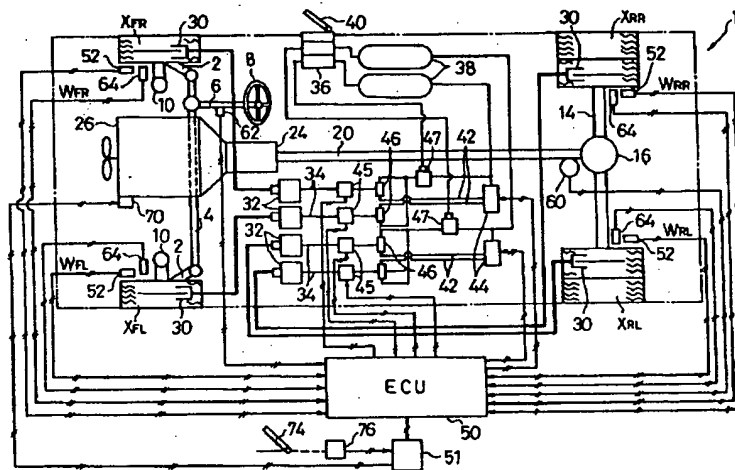 XFR 30 40 XRR 30 1
52 2 38 52
WFR 64 10 6 8 36 WRR
26 62 24 20 46 47 42 14 64
16
60
70 32 34 45 47 64
4 WRL
10 32 46 44 52
64 2 34 42
WFL
52 45
XFL 30 30 XRL
ECU
74 76 50
51